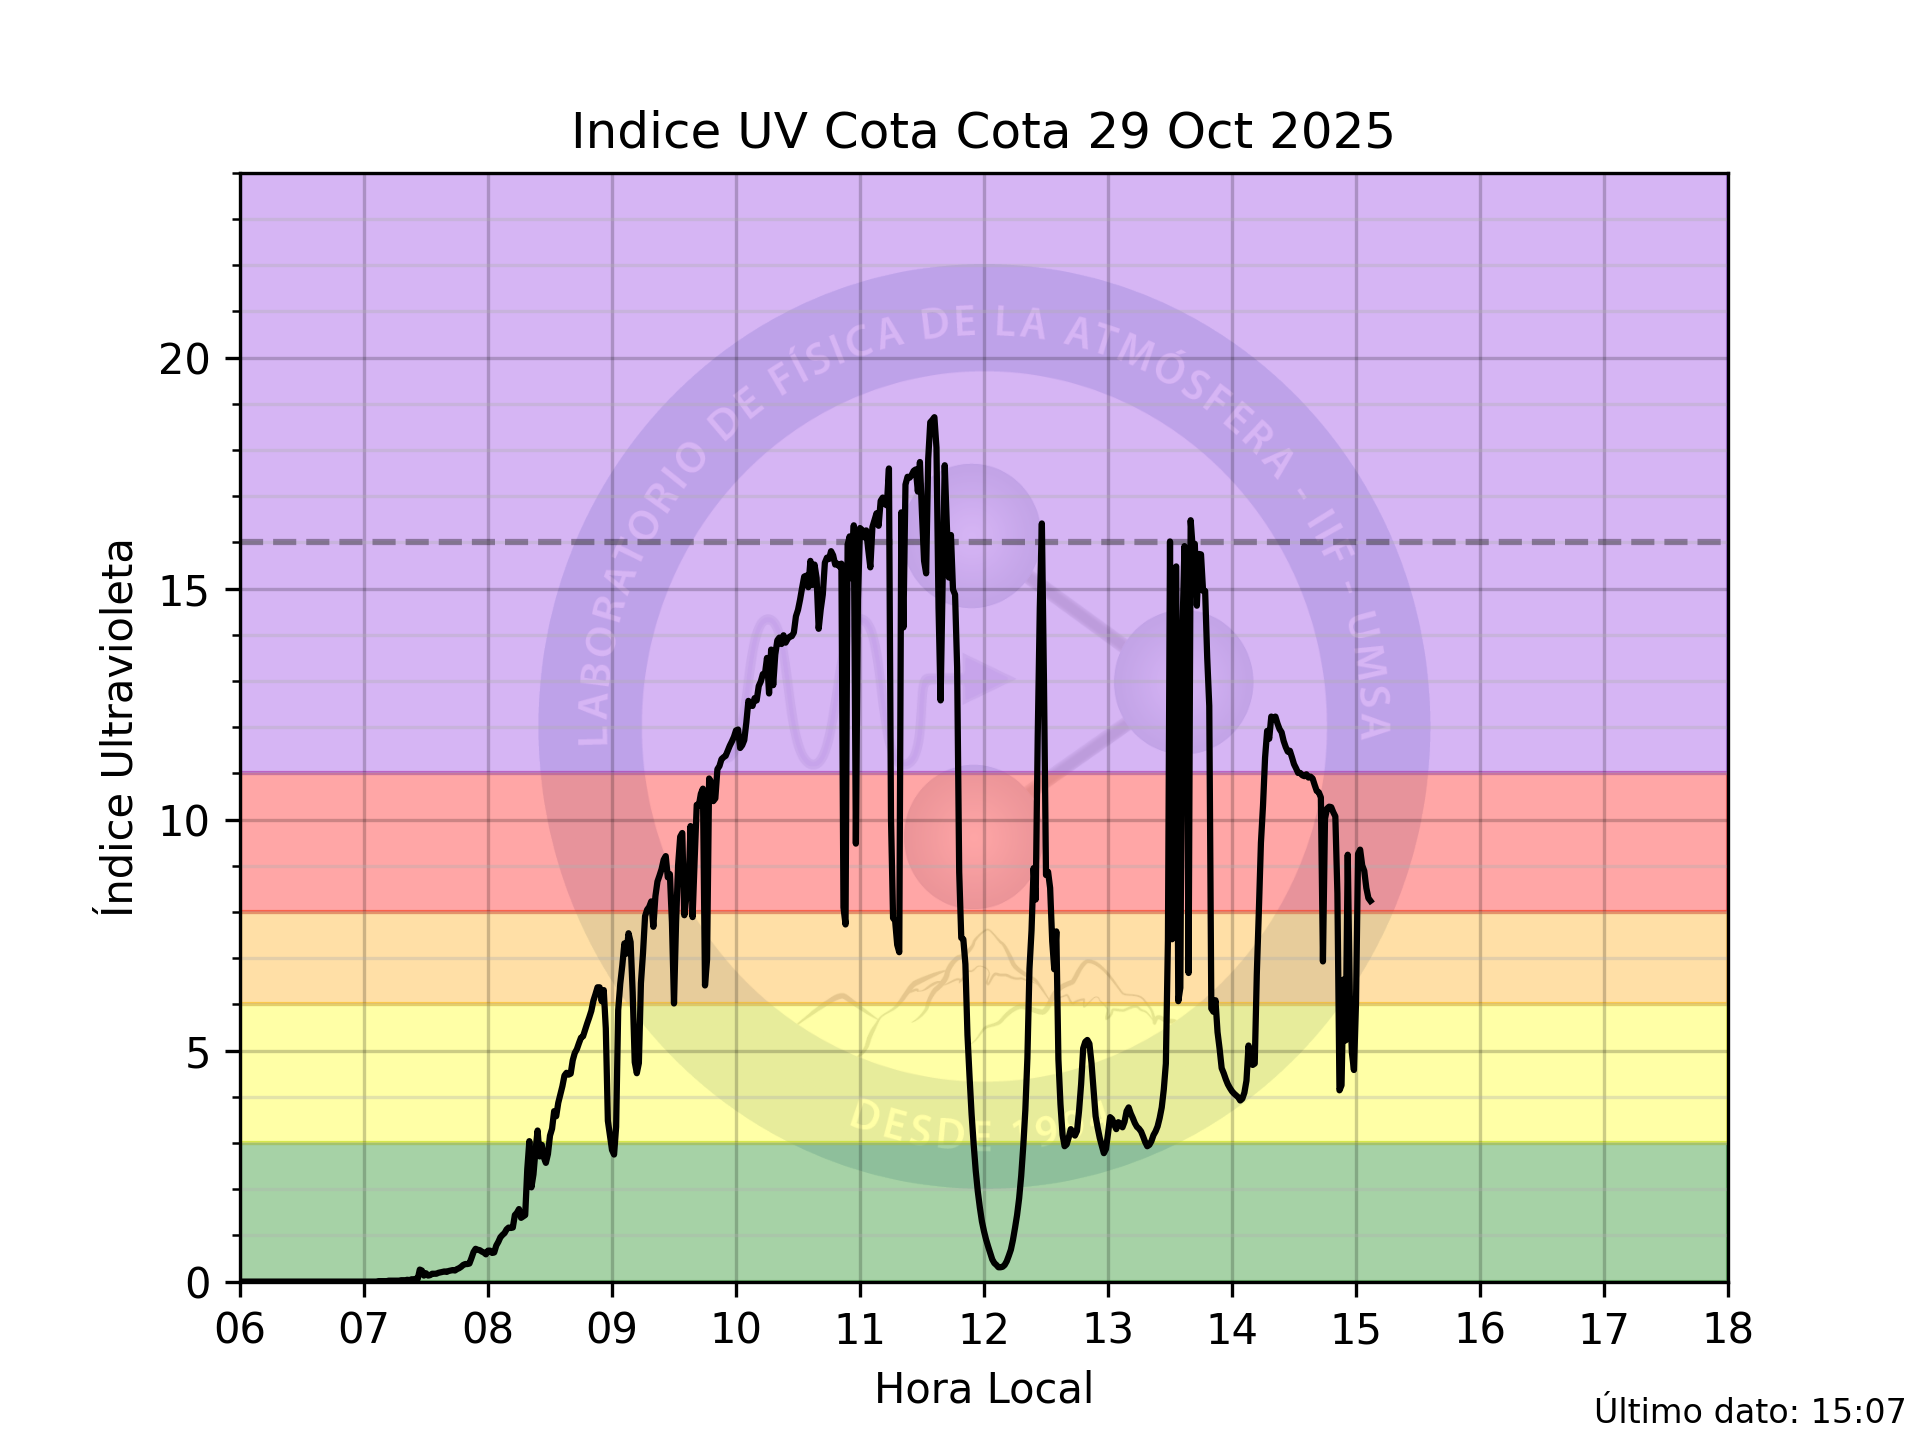 Indice UV Cota Cota 29 Oct 2025
Índice Ultravioleta
20
15
10
5
0
06 07 08 09 10 11 12 13 14 15 16 17 18
Hora Local
Último dato: 15:07
LABORATORIO DE FÍSICA DE LA ATMÓSFERA - IIF - UMSA
DESDE